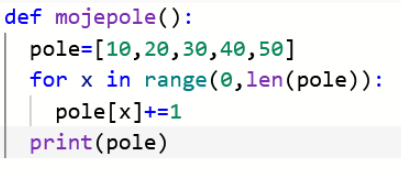 def mojepole():
  pole=[10,20,30,40,50]
  for x in range(0,len(pole)):
    pole[x]+=1
  print(pole)